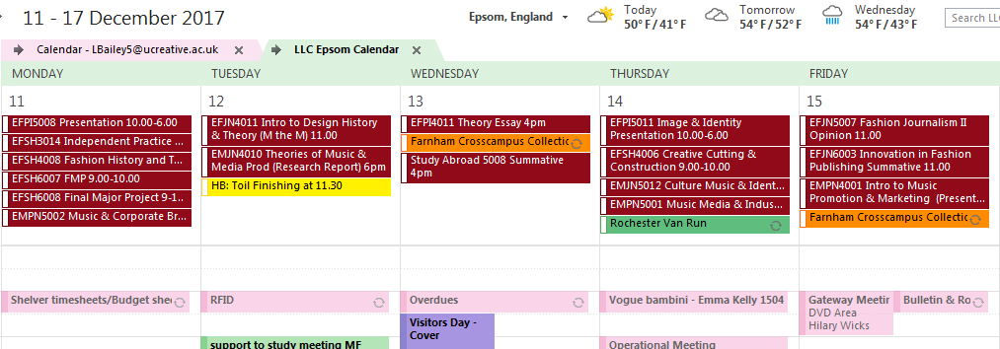 11 - 17 December 2017
Epsom, England
Today
50°F/41°F
Tomorrow
54°F/52°F
Wednesday
54°F/43°F
Search LLC
Calendar - LBailey5@ucreative.ac.uk
LLC Epsom Calendar
MONDAY
TUESDAY
WEDNESDAY
THURSDAY
FRIDAY
11
EFPI5008 Presentation 10.00-6.00
EFSH3014 Independent Practice ...
EFSH4008 Fashion History and T...
EFSH6007 FMP 9.00-10.00
EFSH6008 Final Major Project 9-1...
EMPN5002 Music & Corporate Br...
12
EFJN4011 Intro to Design History
& Theory (M the M) 11.00
EMJN4010 Theories of Music &
Media Prod (Research Report) 6pm
HB: Toil Finishing at 11.30
13
EFPI4011 Theory Essay 4pm
Farnham Crosscampus Collectic
Study Abroad 5008 Summative
4pm
14
EFPI5011 Image & Identity
Presentation 10.00-6.00
EFSH4006 Creative Cutting &
Construction 9.00-10.00
EMJN5012 Culture Music & Ident...
EMPN5001 Music Media & Indus...
Rochester Van Run
15
EFJN5007 Fashion Journalism II
Opinion 11.00
EFJN6003 Innovation in Fashion
Publishing Summative 11.00
EMPN4001 Intro to Music
Promotion & Marketing (Present...
Farnham Crosscampus Collectic
Shelver timesheets/Budget shee
RFID
support to study meeting MF
Overdues
Visitors Day -
Cover
Vogue bambini - Emma Kelly 1504
Operational Meeting
Gateway Meetin
DVD Area
Hilary Wicks
Bulletin & Ro